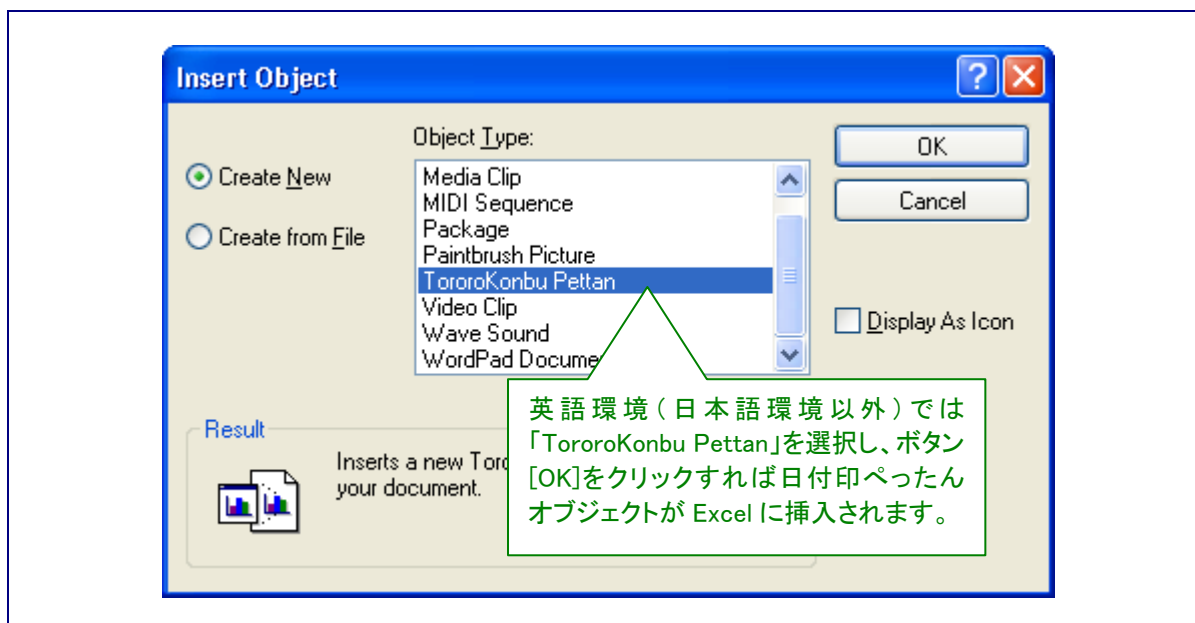 Insert Object
Object Type:
OK
Create New
Media Clip
MIDI Sequence
Cancel
Create from File
Package
Paintbrush Picture
TororoKonbu Pettan
Video Clip
Display As Icon
Wave Sound
WordPad Docume
英語環境(日本語環境以外)では
「TororoKonbu Pettan」を選択し、ボタン
[OK]をクリックすれば日付印ぺったん
オブジェクトが Excel に挿入されます。
Result
Inserts a new Toro
your document.